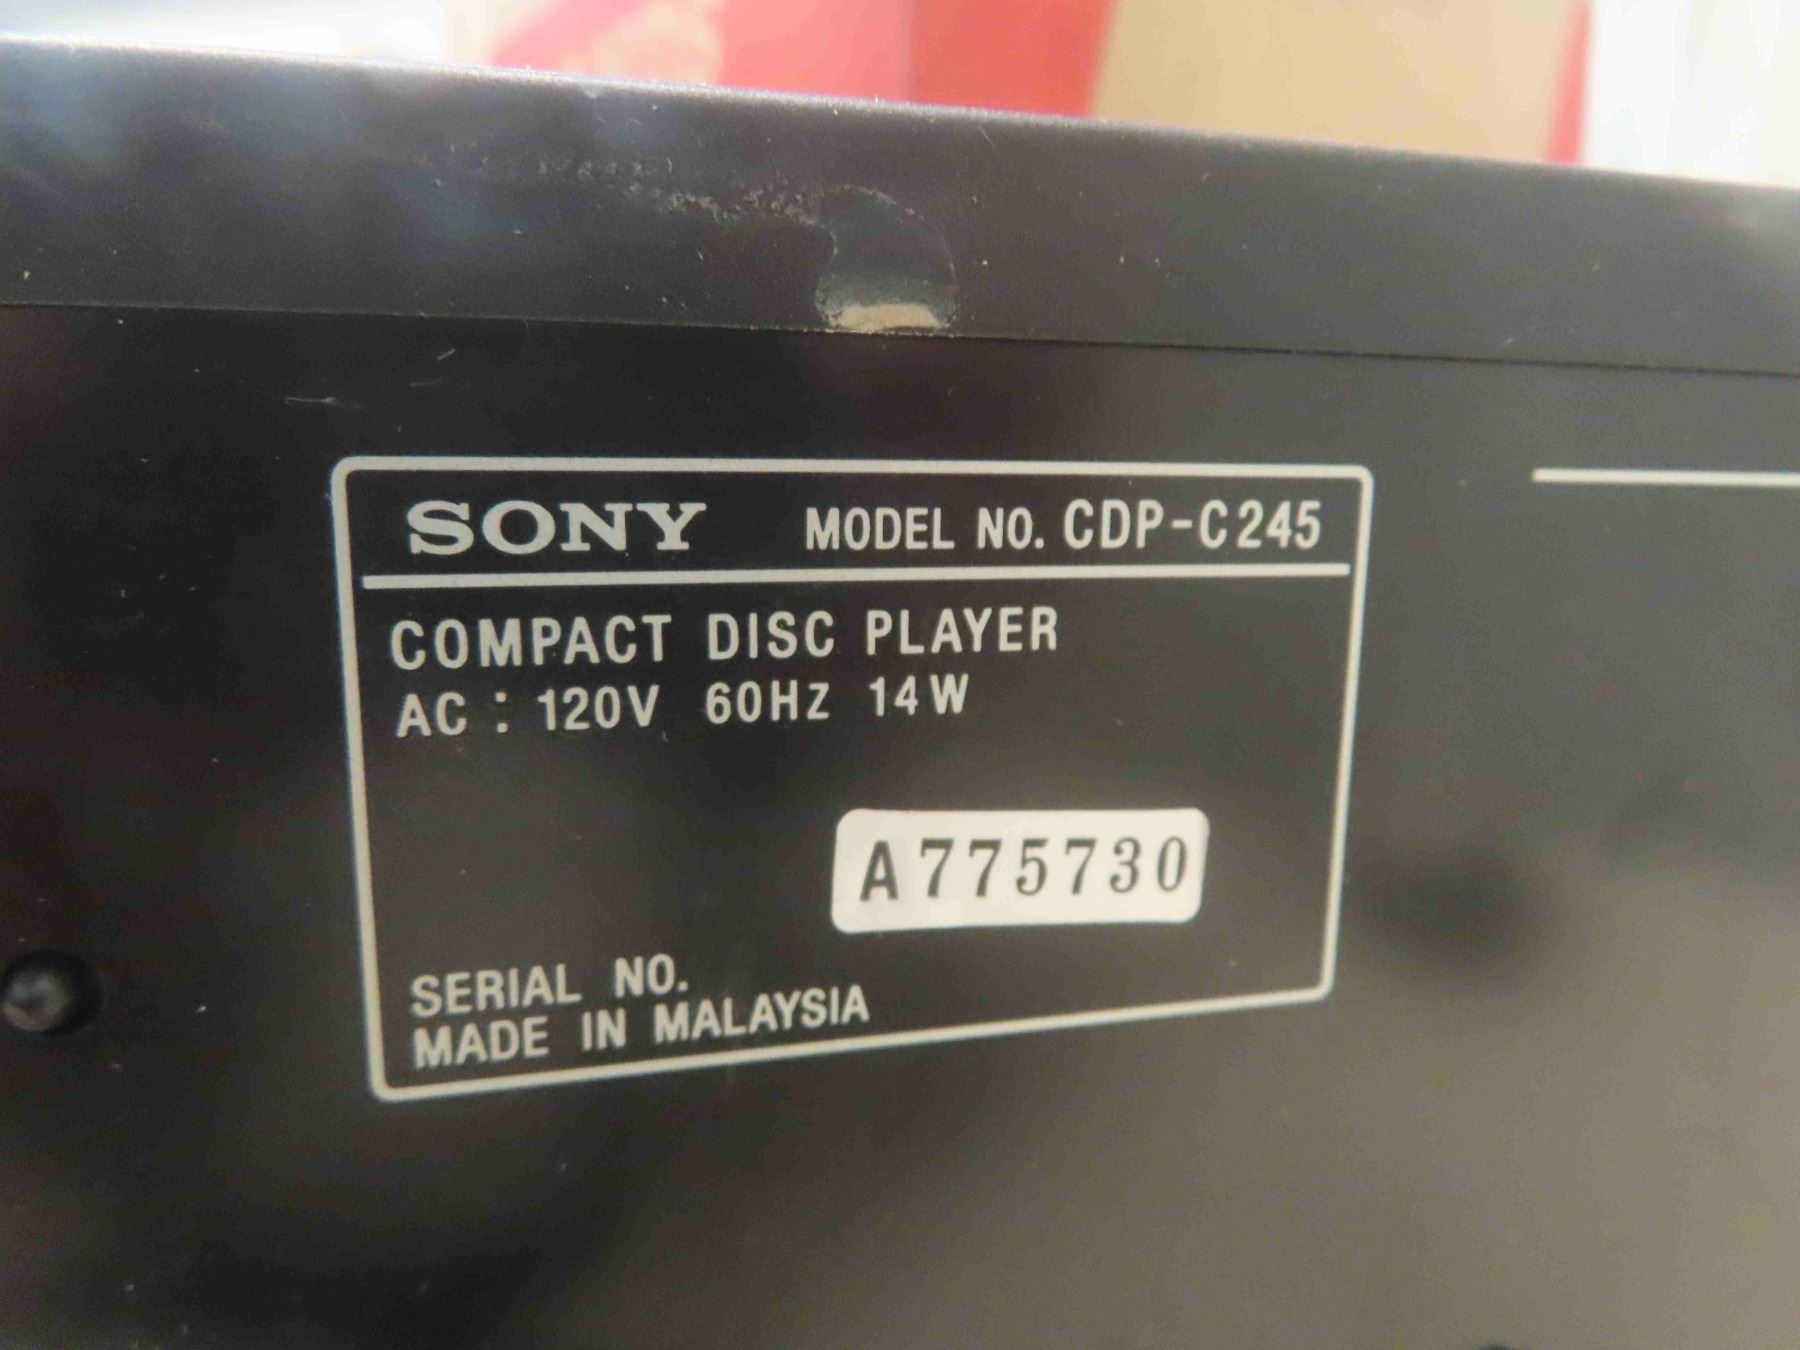 SONY MODEL NO. CDP-C245
COMPACT DISC PLAYER
AC : 120V 60HZ 14W
A775730
SERIAL NO.
MADE IN MALAYSIA